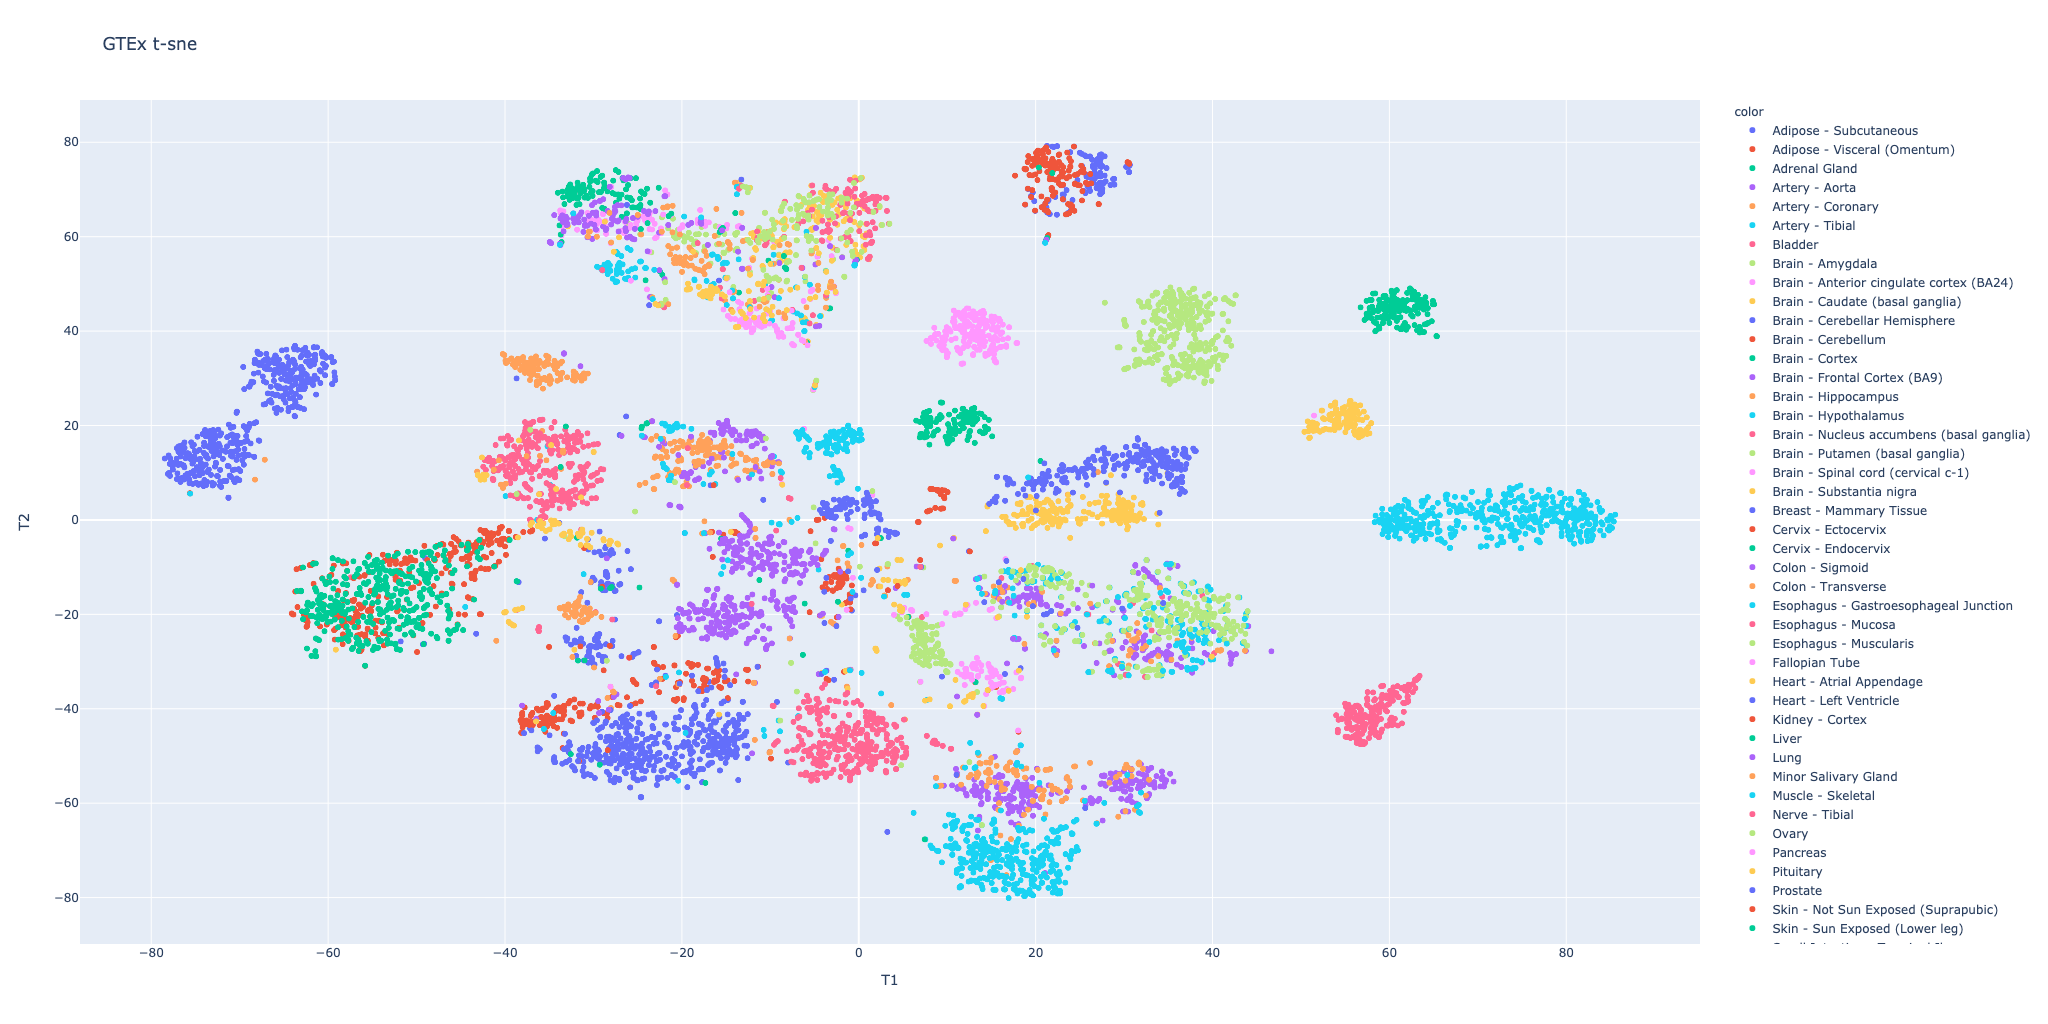 GTEx t-sne
color
Adipose - Subcutaneous
Adipose - Visceral (Omentum)
Adrenal Gland
Artery - Aorta
Artery - Coronary
Artery - Tibial
Bladder
Brain - Amygdala
Brain - Anterior cingulate cortex (BA24)
Brain - Caudate (basal ganglia)
Brain - Cerebellar Hemisphere
Brain - Cerebellum
Brain - Cortex
Brain - Frontal Cortex (BA9)
Brain - Hippocampus
Brain - Hypothalamus
Brain - Nucleus accumbens (basal ganglia)
Brain - Putamen (basal ganglia)
Brain - Spinal cord (cervical c-1)
Brain - Substantia nigra
Breast - Mammary Tissue
Cervix - Ectocervix
Cervix - Endocervix
Colon - Sigmoid
Colon - Transverse
Esophagus - Gastroesophageal Junction
Esophagus - Mucosa
Esophagus - Muscularis
Fallopian Tube
Heart - Atrial Appendage
Heart - Left Ventricle
Kidney - Cortex
Liver
Lung
Minor Salivary Gland
Muscle - Skeletal
Nerve - Tibial
Ovary
Pancreas
Pituitary
Prostate
Skin - Not Sun Exposed (Suprapubic)
Skin - Sun Exposed (Lower leg)
80
60
40
20
0
−20
−40
−60
−80
T2
−80
−60
−40
−20
0
20
40
60
80
T1